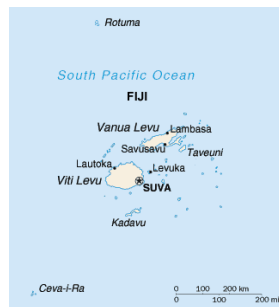 Rotuma
South Pacific Ocean
FIJI
Vanua Levu
Lambasa
Savusavu
Taveuni
Lautoka
Levuka
Viti Levu
SUVA
Kadavu
Ceva-i-Ra
0 100 200 km
0 100 200 mi